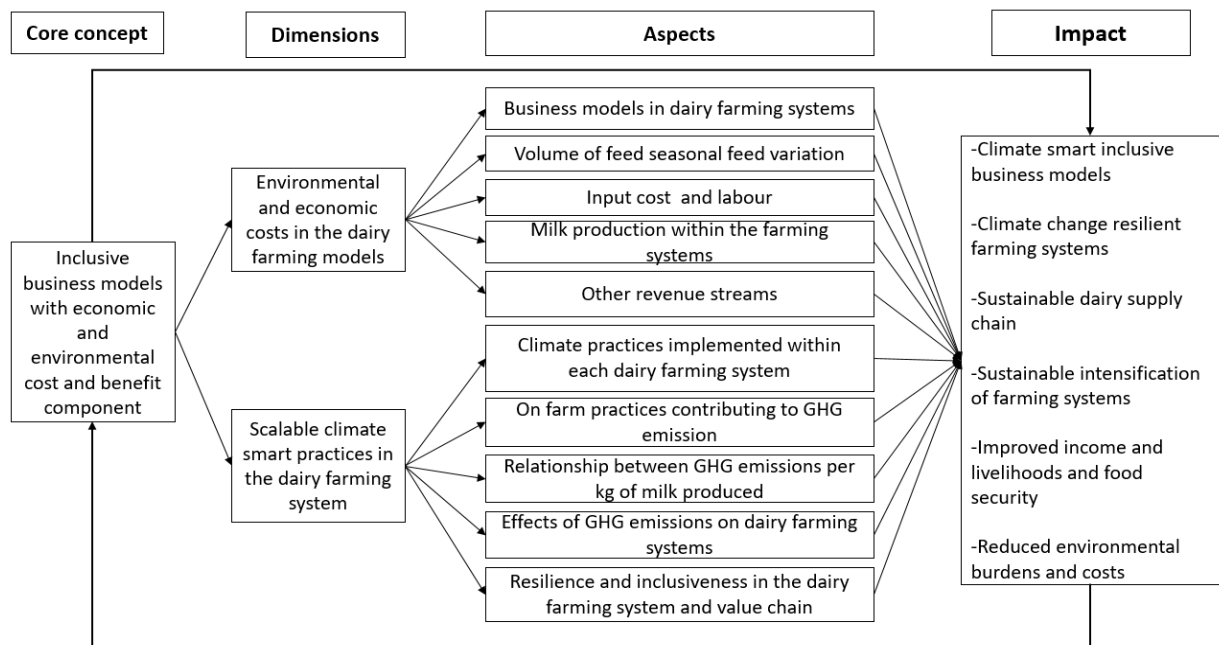 Core concept
Dimensions
Aspects
Impact
Inclusive
business models
with economic
and
environmental
cost and benefit
component
Environmental
and economic
costs in the dairy
farming models
Scalable climate
smart practices in
the dairy farming
system
Business models in dairy farming systems
Volume of feed seasonal feed variation
Input cost and labour
Milk production within the farming
systems
Other revenue streams
Climate practices implemented within
each dairy farming system
On farm practices contributing to GHG
emission
Relationship between GHG emissions per
kg of milk produced
Effects of GHG emissions on dairy farming
systems
Resilience and inclusiveness in the dairy
farming system and value chain
-Climate smart inclusive
business models
-Climate change resilient
farming systems
-Sustainable dairy supply
chain
-Sustainable intensification
of farming systems
-Improved income and
livelihoods and food
security
-Reduced environmental
burdens and costs